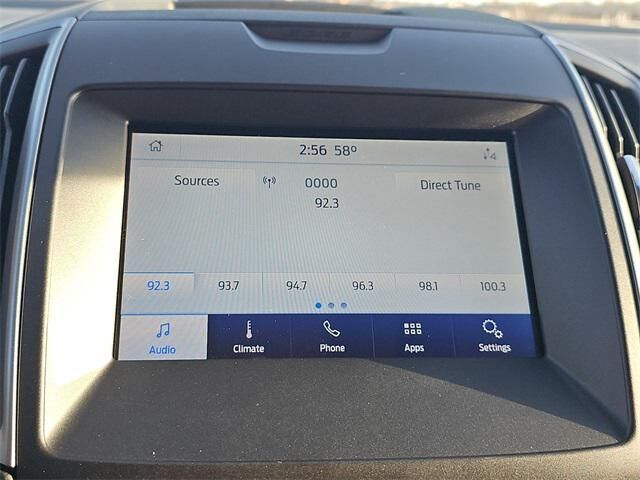 2:56 58°
4
Sources 0000 Direct Tune
92.3
92.3 93.7 94.7 96.3 98.1 100.3
Audio Climate Phone Apps Settings